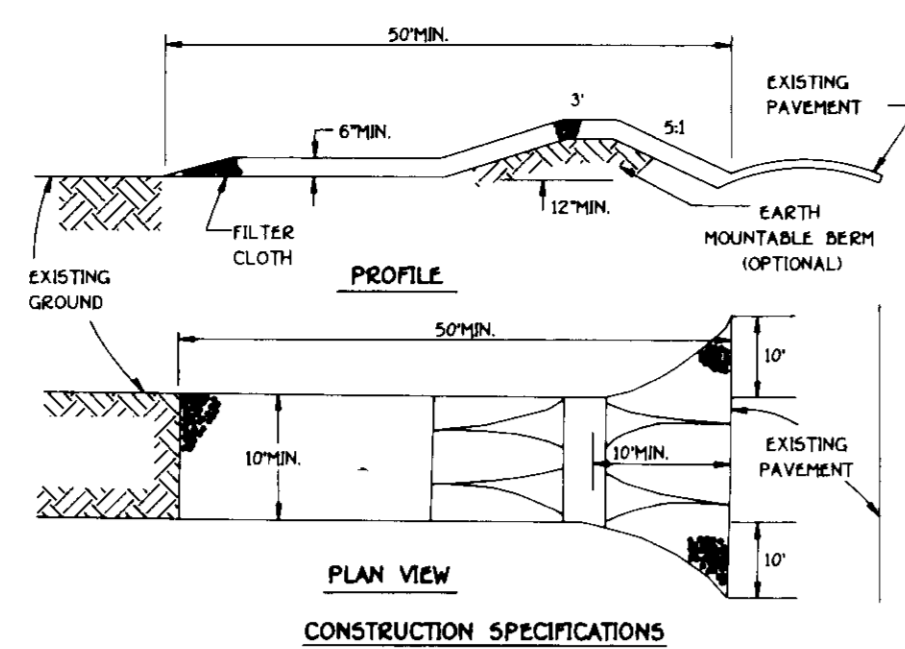 50'MIN.
EXISTING
PAVEMENT
3'
5:1
6"MIN.
12"MIN.
FILTER
CLOTH
EARTH
MOUNTABLE BERM
(OPTIONAL)
EXISTING
GROUND
PROFILE
50'MIN.
10'
10'MIN.
10'MIN.
EXISTING
PAVEMENT
10'
PLAN VIEW
CONSTRUCTION SPECIFICATIONS